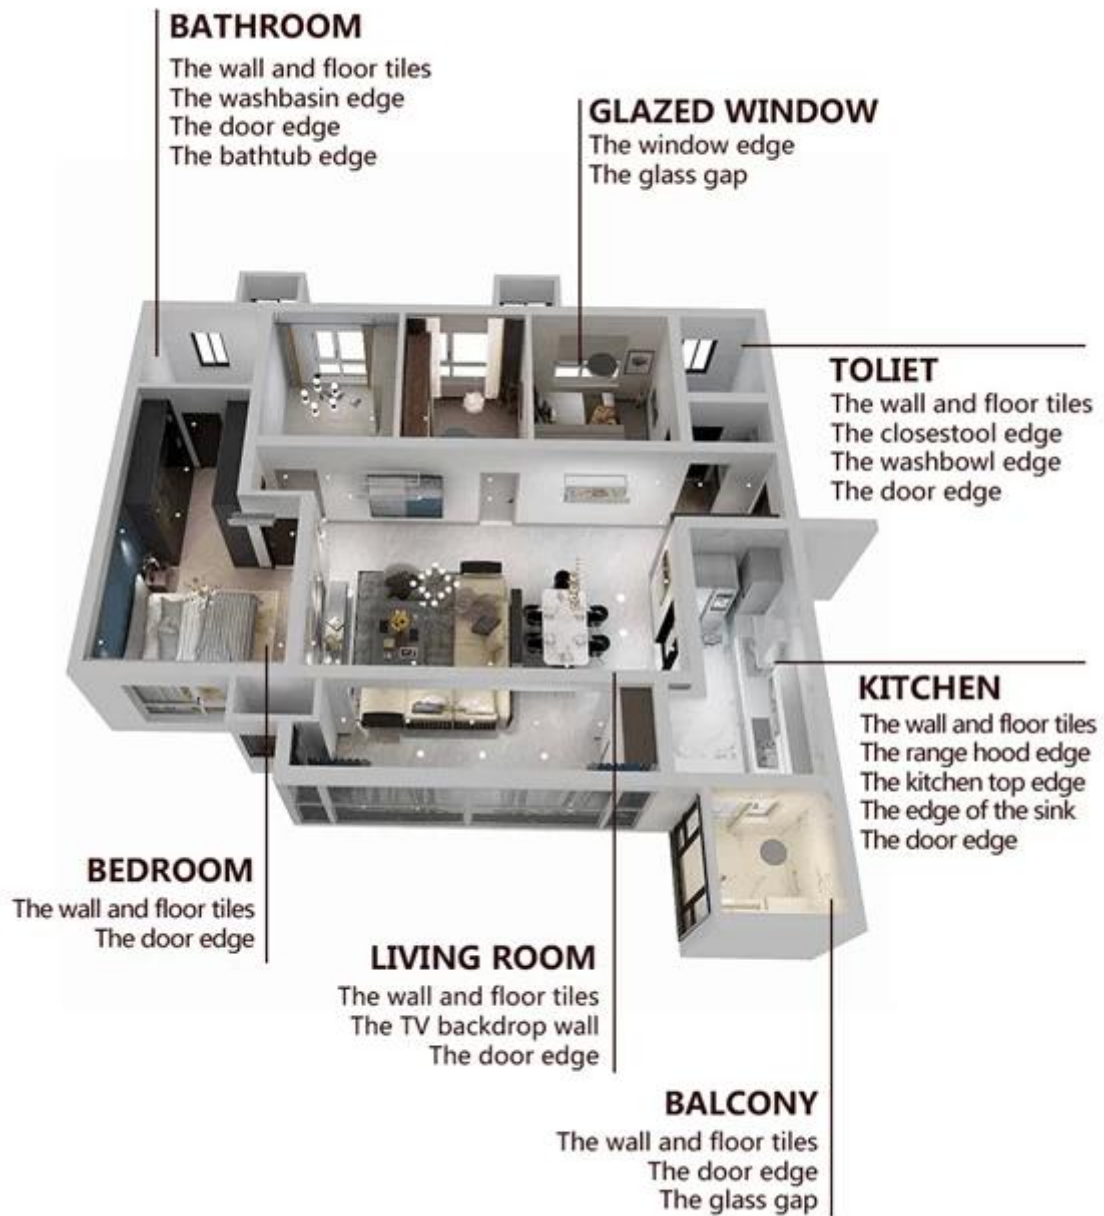 BATHROOM
The wall and floor tiles
The washbasin edge
The door edge
The bathtub edge
GLAZED WINDOW
The window edge
The glass gap
TOLIET
The wall and floor tiles
The closestool edge
The washbowl edge
The door edge
KITCHEN
The wall and floor tiles
The range hood edge
The kitchen top edge
The edge of the sink
The door edge
BEDROOM
The wall and floor tiles
The door edge
LIVING ROOM
The wall and floor tiles
The TV backdrop wall
The door edge
BALCONY
The wall and floor tiles
The door edge
The glass gap